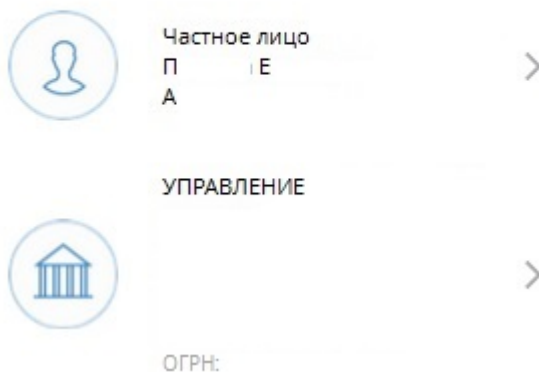 Частное лицо
П Е
А
УПРАВЛЕНИЕ
ОГРН: